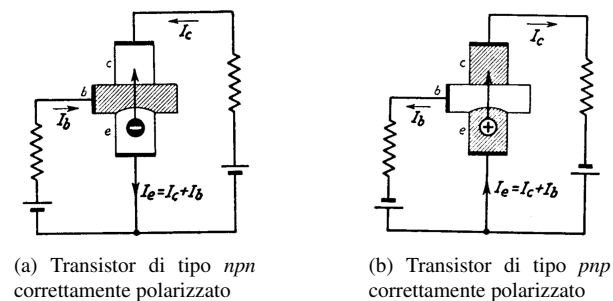 I_c
c
b
I_b
e
I_e = I_c + I_b
(a) Transistor di tipo npn
correttamente polarizzato
I_c
c
b
I_b
e
I_e = I_c + I_b
(b) Transistor di tipo pnp
correttamente polarizzato